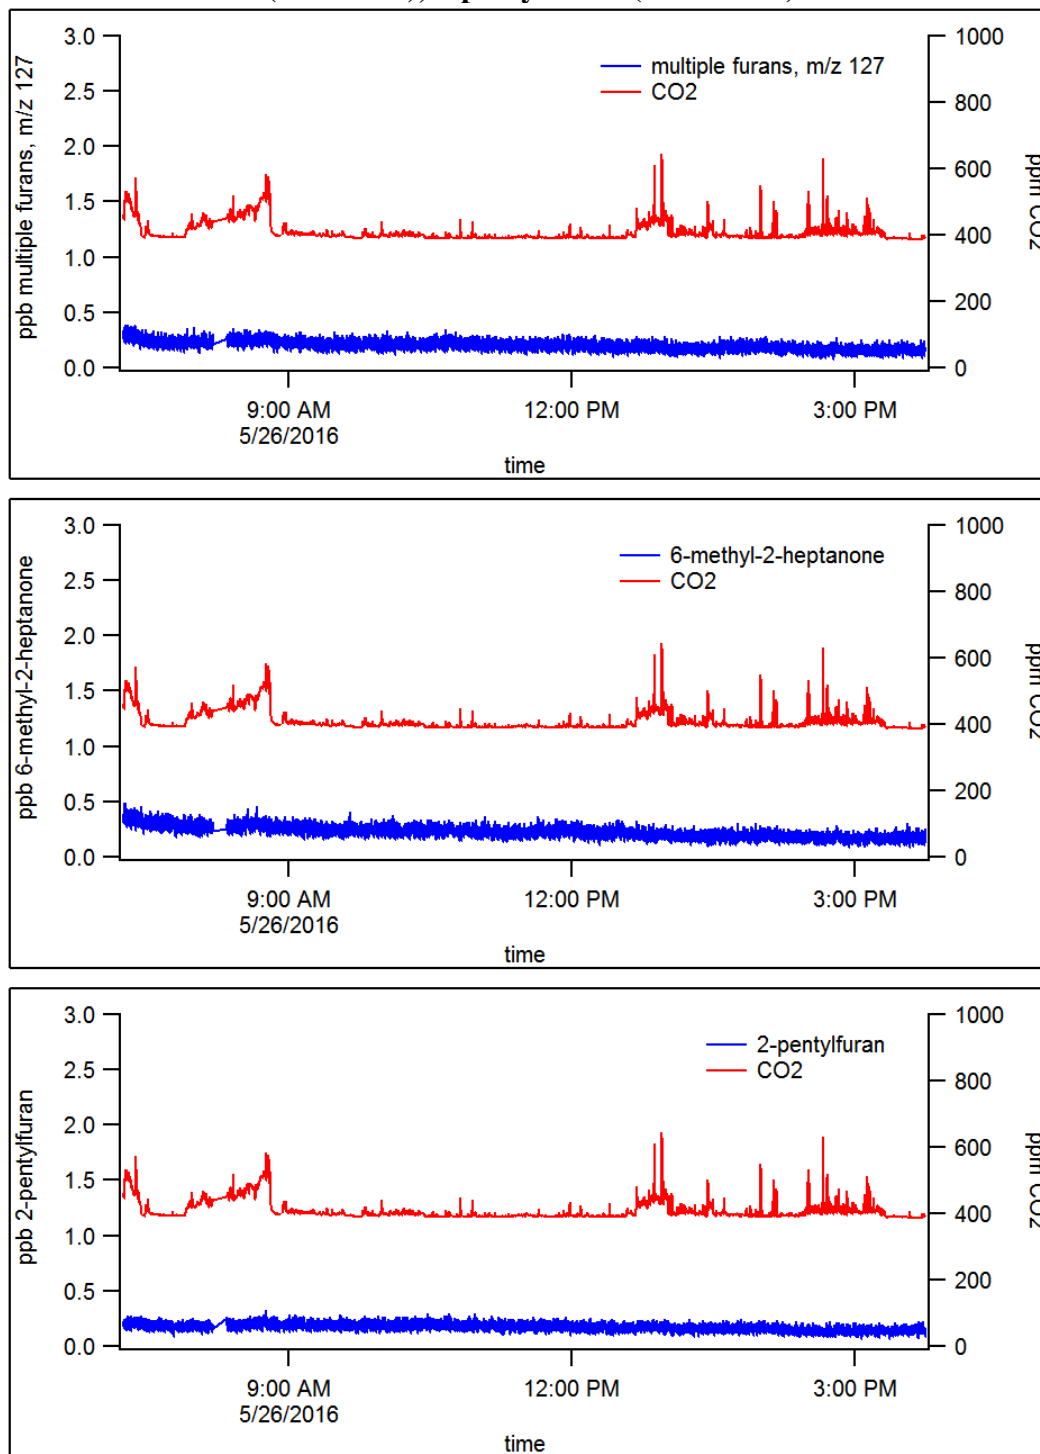 3.0
2.5
2.0
1.5
1.0
0.5
0.0
ppb multiple furans, m/z 127
multiple furans, m/z 127
CO2
1000
800
600
400
200
0
ppm CO2
9:00 AM
5/26/2016
12:00 PM
3:00 PM
time
3.0
2.5
2.0
1.5
1.0
0.5
0.0
ppb 6-methyl-2-heptanone
6-methyl-2-heptanone
CO2
1000
800
600
400
200
0
ppm CO2
9:00 AM
5/26/2016
12:00 PM
3:00 PM
time
3.0
2.5
2.0
1.5
1.0
0.5
0.0
ppb 2-pentylfuran
2-pentylfuran
CO2
1000
800
600
400
200
0
ppm CO2
9:00 AM
5/26/2016
12:00 PM
3:00 PM
time